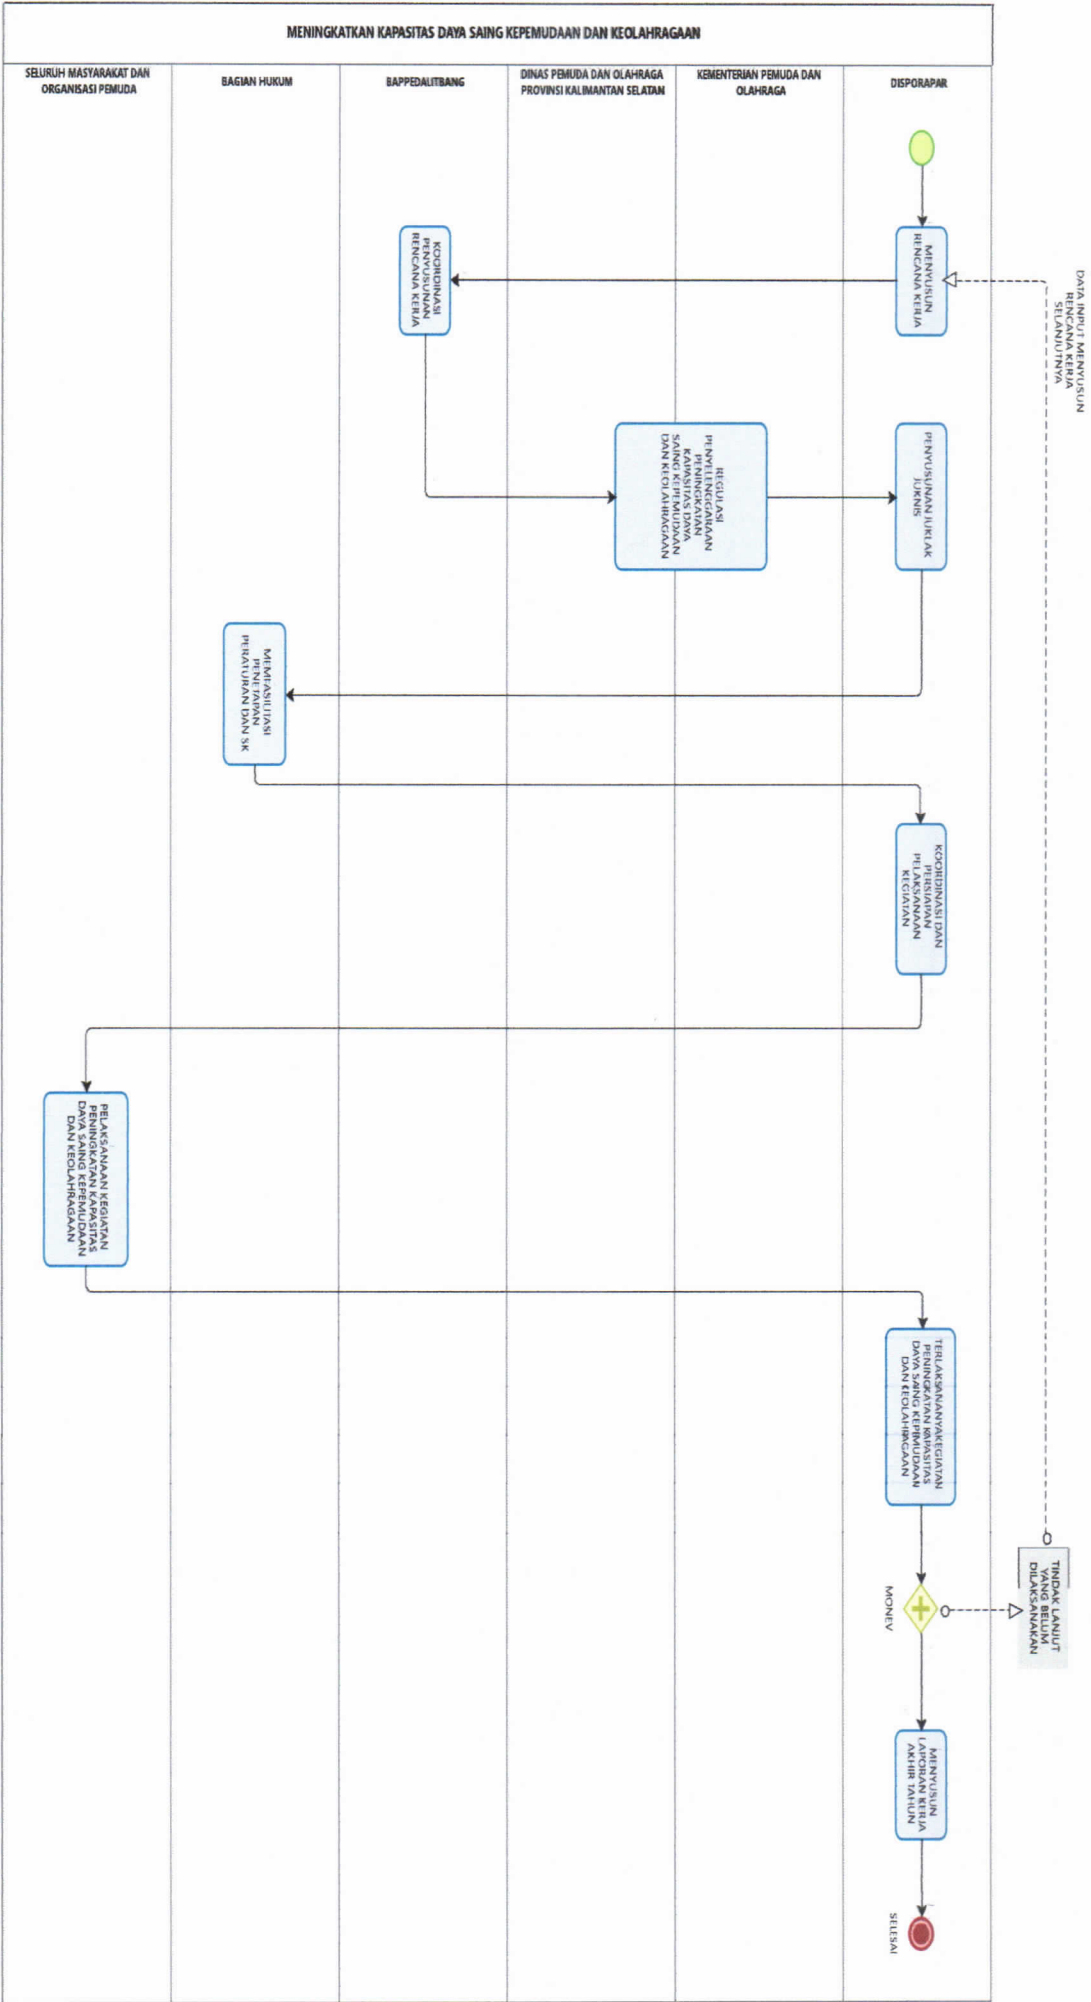 MENINGKATKAN KAPASITAS DAYA SAING KEPEMUDAAN DAN KEOLAHRAGAAN
SELURUH MASYARAKAT DAN
ORGANISASI PEMUDA
BAGIAN HUKUM
BAPPEDALITBANG
DINAS PEMUDA DAN OLAHRAGA
PROVINSI KALIMANTAN SELATAN
KEMENTERIAN PEMUDA DAN
OLAHRAGA
DISPORAPAR
MENYUSUN
RENCANA KERJA
DATA INPUT MENYUSUN
RENCANA KERJA
SELANJUTNYA
KOORDINASI
PENYUSUNAN
RENCANA KERJA
REGULASI
PENYELENGGARAAN
PENINGKATAN
KAPASITAS DAYA
SAING KEPEMUDAAN
DAN KEOLAHRAGAAN
PENYUSUNAN JUKLAK
JUKNIS
MEMFASILITASI
PENETAPAN
PERATURAN DAN SK
KOORDINASI DAN
PERSIAPAN
PELAKSANAAN
KEGIATAN
PELAKSANAAN KEGIATAN
PENINGKATAN KAPASITAS
DAYA SAING KEPEMUDAAN
DAN KEOLAHRAGAAN
TERLAKSANANYAKEGIATAN
PENINGKATAN KAPASITAS
DAYA SAING KEPEMUDAAN
DAN KEOLAHRAGAAN
MONEV
TINDAK LANJUT
YANG BELUM
DILAKSANAKAN
MENYUSUN
LAPORAN KERJA
AKHIR TAHUN
SELESAI